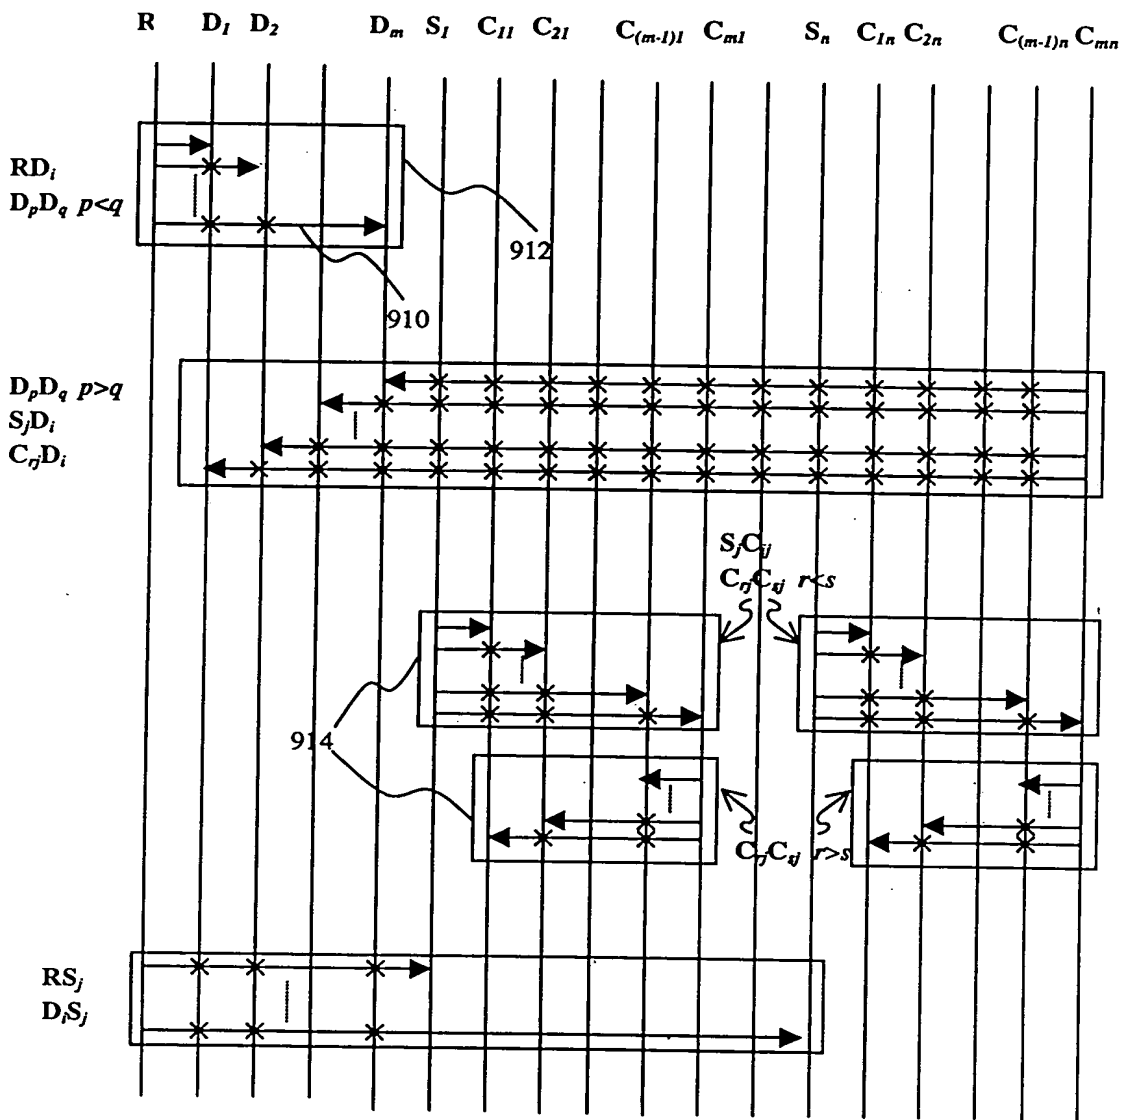 R D1 D2 Dm S1 C11 C21 C(m-1)1 Cm1 Sn C1n C2n C(m-1)n Cmn
RDi
DpDq p<q
912
910
DpDq p>q
SjDi
CrjDi
SjCij
CrjCsj r<s
914
CrjCsj r>s
RSj
DiSj